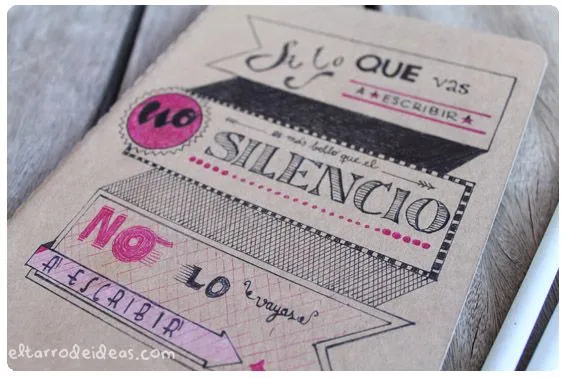 Si lo QUE vas
A ESCRIBIR
NO
es más bello que el
SILENCIO
NO LO vayas
A ESCRIBIR
eltarrodeideas.com